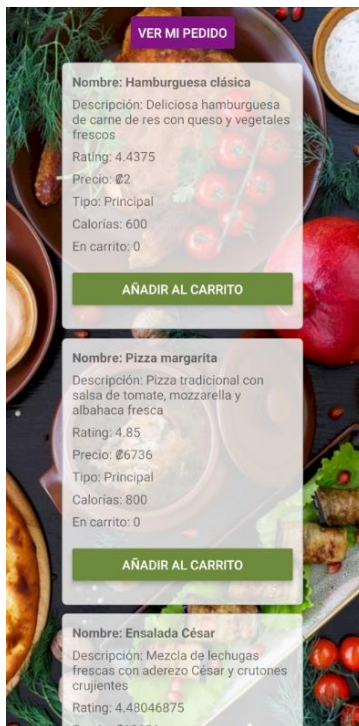 VER MI PEDIDO
Nombre: Hamburguesa clásica
Descripción: Deliciosa hamburguesa
de carne de res con queso y vegetales
frescos
Rating: 4.4375
Precio: ₡2
Tipo: Principal
Calorías: 600
En carrito: 0
AÑADIR AL CARRITO
Nombre: Pizza margarita
Descripción: Pizza tradicional con
salsa de tomate, mozzarella y
albahaca fresca
Rating: 4.85
Precio: ₡6736
Tipo: Principal
Calorías: 800
En carrito: 0
AÑADIR AL CARRITO
Nombre: Ensalada César
Descripción: Mezcla de lechugas
frescas con aderezo César y crutones
crujientes
Rating: 4.48046875